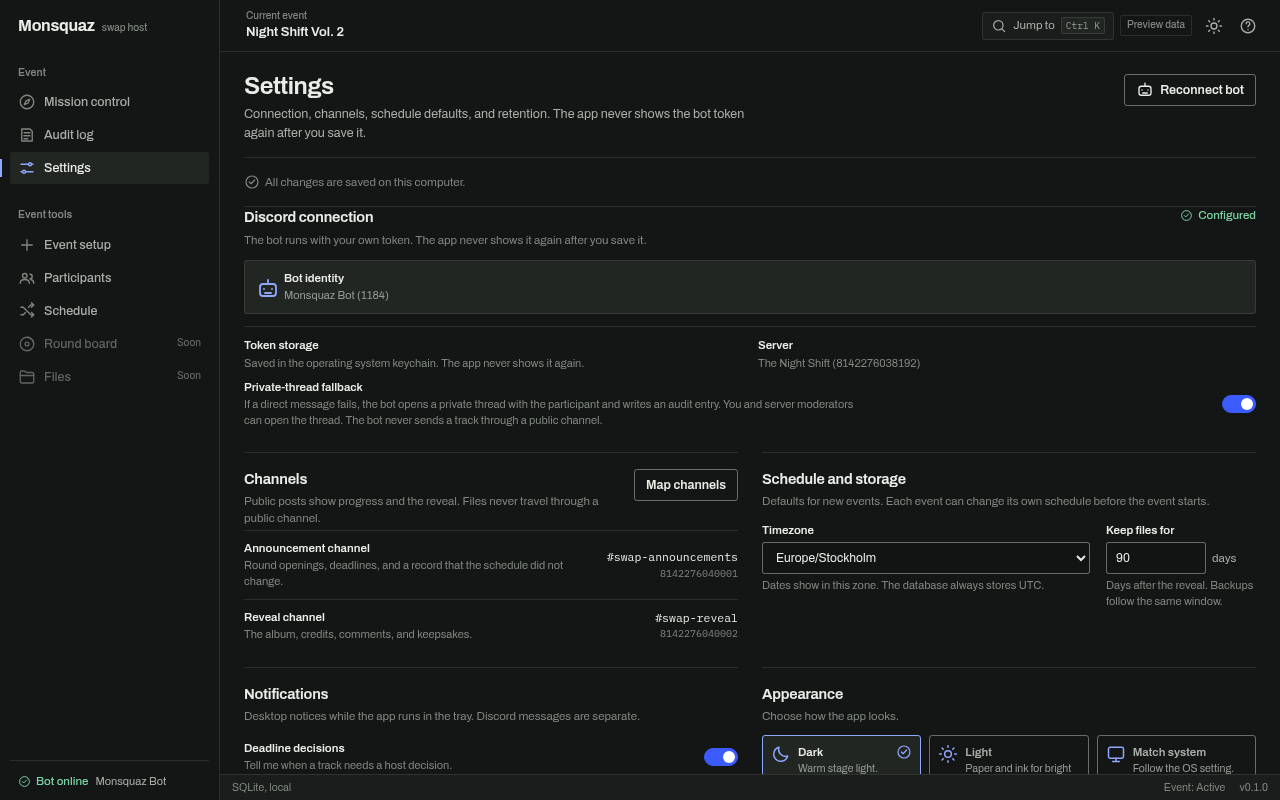 Monsquaz swap host
Current event
Night Shift Vol. 2
Jump to Ctrl K
Preview data
Event
Mission control
Audit log
Settings
Event tools
Event setup
Participants
Schedule
Round board Soon
Files Soon
Bot online Monsquaz Bot
Settings
Connection, channels, schedule defaults, and retention. The app never shows the bot token
again after you save it.
Reconnect bot
All changes are saved on this computer.
Discord connection
Configured
The bot runs with your own token. The app never shows it again after you save it.
Bot identity
Monsquaz Bot (1184)
Token storage
Saved in the operating system keychain. The app never shows it again.
Server
The Night Shift (8142276038192)
Private-thread fallback
If a direct message fails, the bot opens a private thread with the participant and writes an audit entry. You and server moderators
can open the thread. The bot never sends a track through a public channel.
Channels
Public posts show progress and the reveal. Files never travel through a
public channel.
Map channels
Announcement channel
Round openings, deadlines, and a record that the schedule did not
change.
#swap-announcements
8142276040001
Reveal channel
The album, credits, comments, and keepsakes.
#swap-reveal
8142276040002
Schedule and storage
Defaults for new events. Each event can change its own schedule before the event starts.
Timezone
Europe/Stockholm
Dates show in this zone. The database always stores UTC.
Keep files for
90 days
Days after the reveal. Backups
follow the same window.
Notifications
Desktop notices while the app runs in the tray. Discord messages are separate.
Deadline decisions
Tell me when a track needs a host decision.
Appearance
Choose how the app looks.
Dark
Warm stage light.
Light
Paper and ink for bright
Match system
Follow the OS setting.
SQLite, local
Event: Active v0.1.0